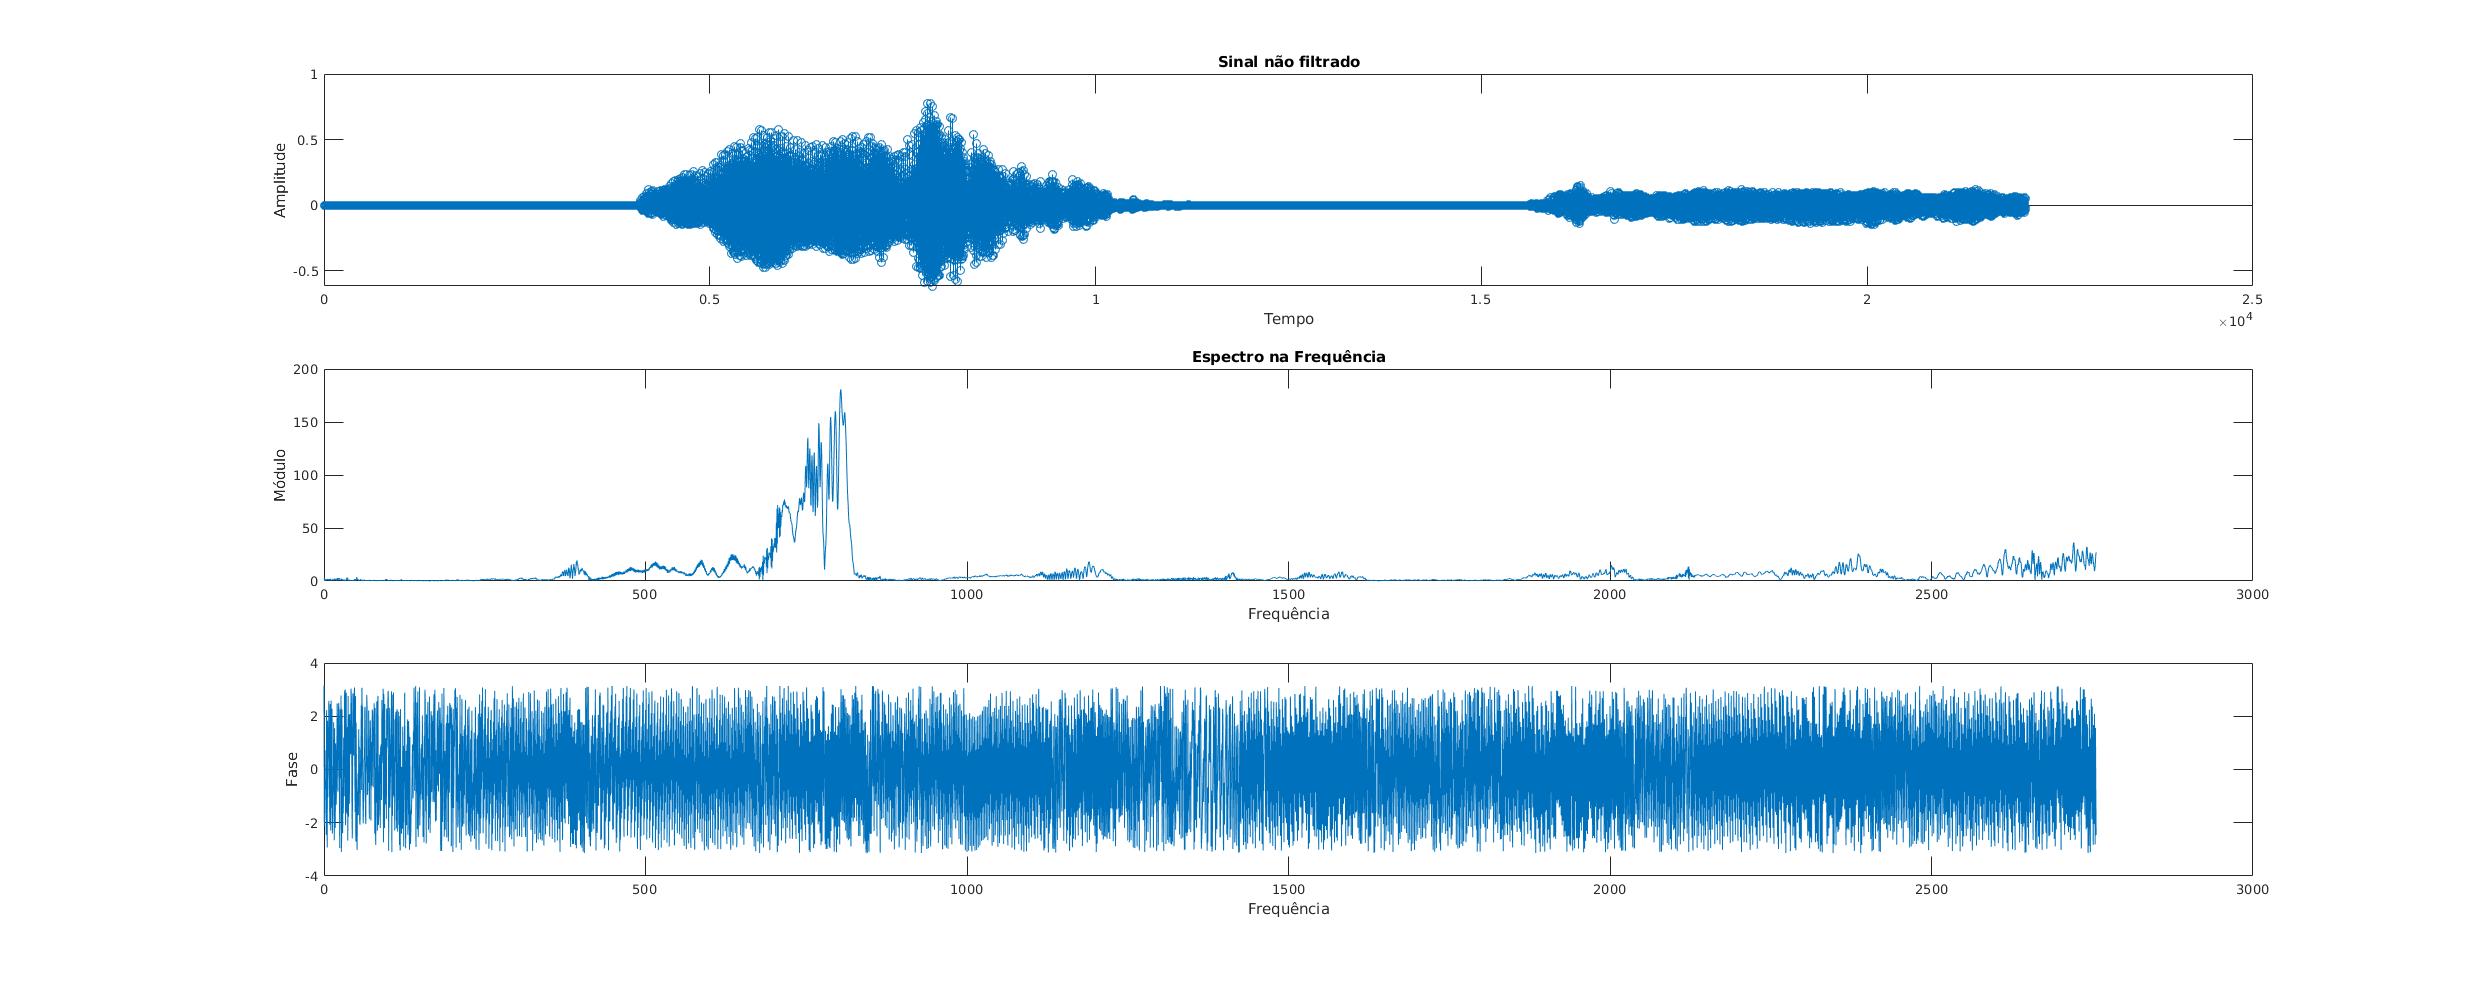 Sinal não filtrado
1
0.5
0
-0.5
Amplitude
0 0.5 1 1.5 2 2.5
Tempo
×10⁴
Espectro na Frequência
200
150
100
50
0
Módulo
0 500 1000 1500 2000 2500 3000
Frequência
4
2
0
-2
-4
Fase
0 500 1000 1500 2000 2500 3000
Frequência